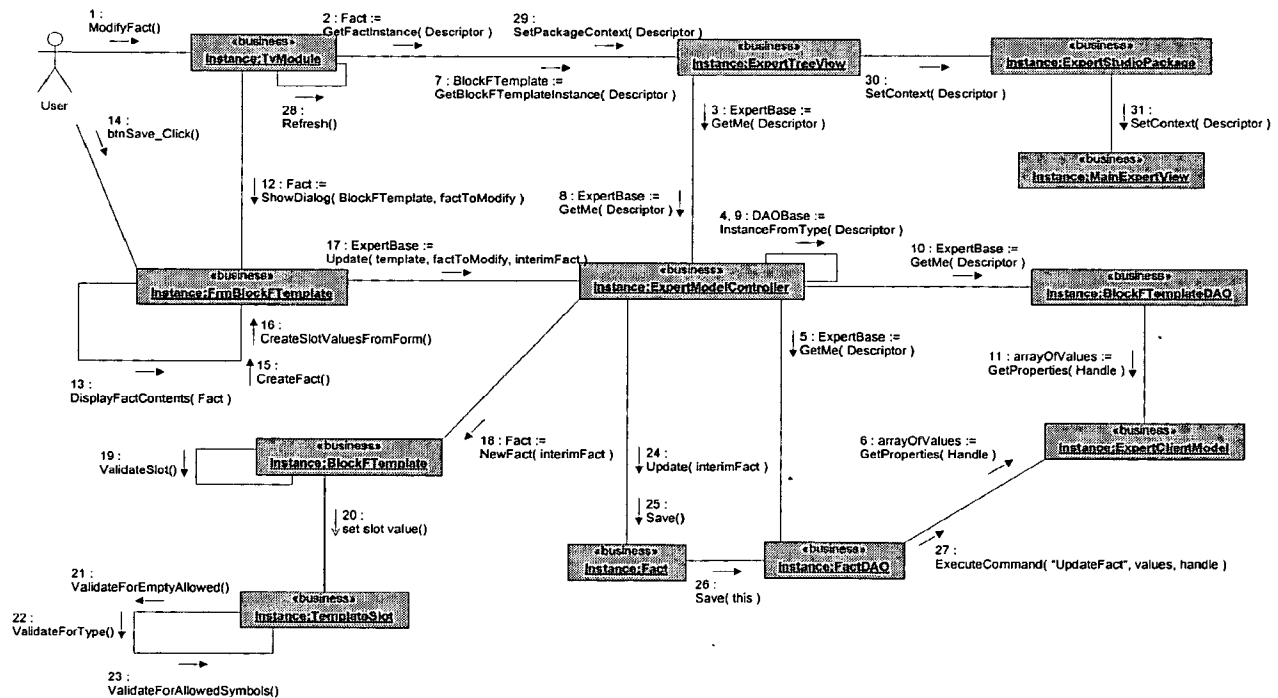 1 :
ModifyFact()
2 : Fact :=
GetFactInstance( Descriptor )
29 :
SetPackageContext( Descriptor )
«business»
Instance:TvModule
«business»
Instance:ExpertTreeView
«business»
Instance:ExpertStudioPackage
User
7 : BlockFTemplate :=
GetBlockFTemplateInstance( Descriptor )
30 :
SetContext( Descriptor )
28 :
Refresh()
14 :
btnSave_Click()
3 : ExpertBase :=
GetMe( Descriptor )
31 :
SetContext( Descriptor )
«business»
Instance:MainExpertView
12 : Fact :=
ShowDialog( BlockFTemplate, factToModify )
8 : ExpertBase :=
GetMe( Descriptor )
4, 9 : DAOBase :=
InstanceFromType( Descriptor )
17 : ExpertBase :=
Update( template, factToModify, interimFact )
10 : ExpertBase :=
GetMe( Descriptor )
«business»
Instance:FrmBlockFTemplate
«business»
Instance:ExpertModelController
«business»
Instance:BlockFTemplateDAO
16 :
CreateSlotValuesFromForm()
15 :
CreateFact()
13 :
DisplayFactContents( Fact )
5 : ExpertBase :=
GetMe( Descriptor )
11 : arrayOfValues :=
GetProperties( Handle )
«business»
Instance:BlockFTemplate
18 : Fact :=
NewFact( interimFact )
19 :
ValidateSlot()
24 :
Update( interimFact )
6 : arrayOfValues :=
GetProperties( Handle )
«business»
Instance:ExpertClientModel
20 :
set slot value()
25 :
Save()
«business»
Instance:Fact
«business»
Instance:FactDAO
27 :
ExecuteCommand( "UpdateFact", values, handle )
26 :
Save( this )
21 :
ValidateForEmptyAllowed()
«business»
Instance:TemplateSlot
22 :
ValidateForType()
23 :
ValidateForAllowedSymbols()